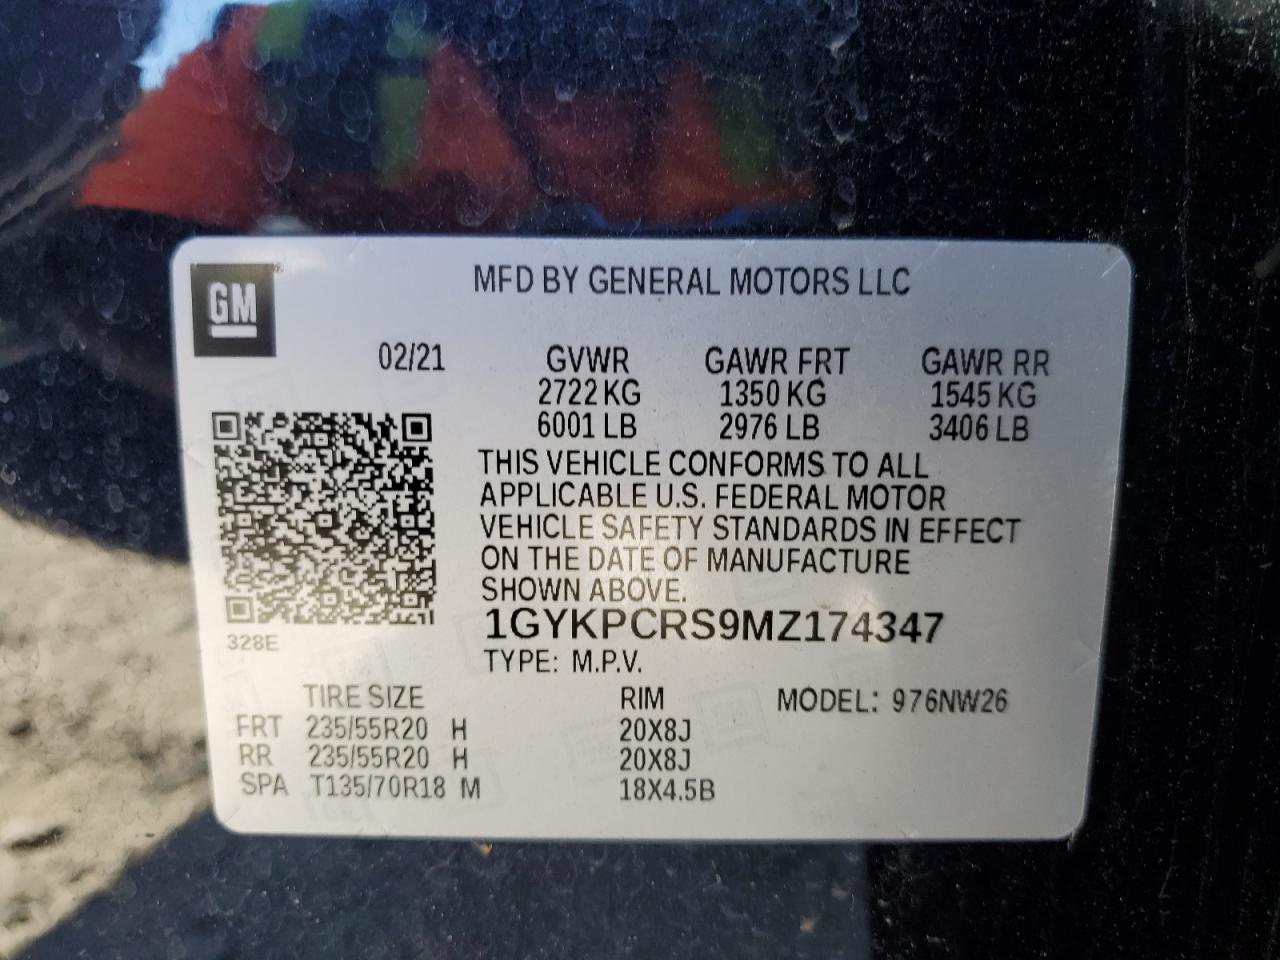 GM
MFD BY GENERAL MOTORS LLC
02/21 GVWR GAWR FRT GAWR RR
2722 KG 1350 KG 1545 KG
6001 LB 2976 LB 3406 LB
THIS VEHICLE CONFORMS TO ALL
APPLICABLE U.S. FEDERAL MOTOR
VEHICLE SAFETY STANDARDS IN EFFECT
ON THE DATE OF MANUFACTURE
SHOWN ABOVE.
1GYKPCRS9MZ174347
328E
TYPE: M.P.V.
TIRE SIZE RIM MODEL: 976NW26
FRT 235/55R20 H 20X8J
RR 235/55R20 H 20X8J
SPA T135/70R18 M 18X4.5B